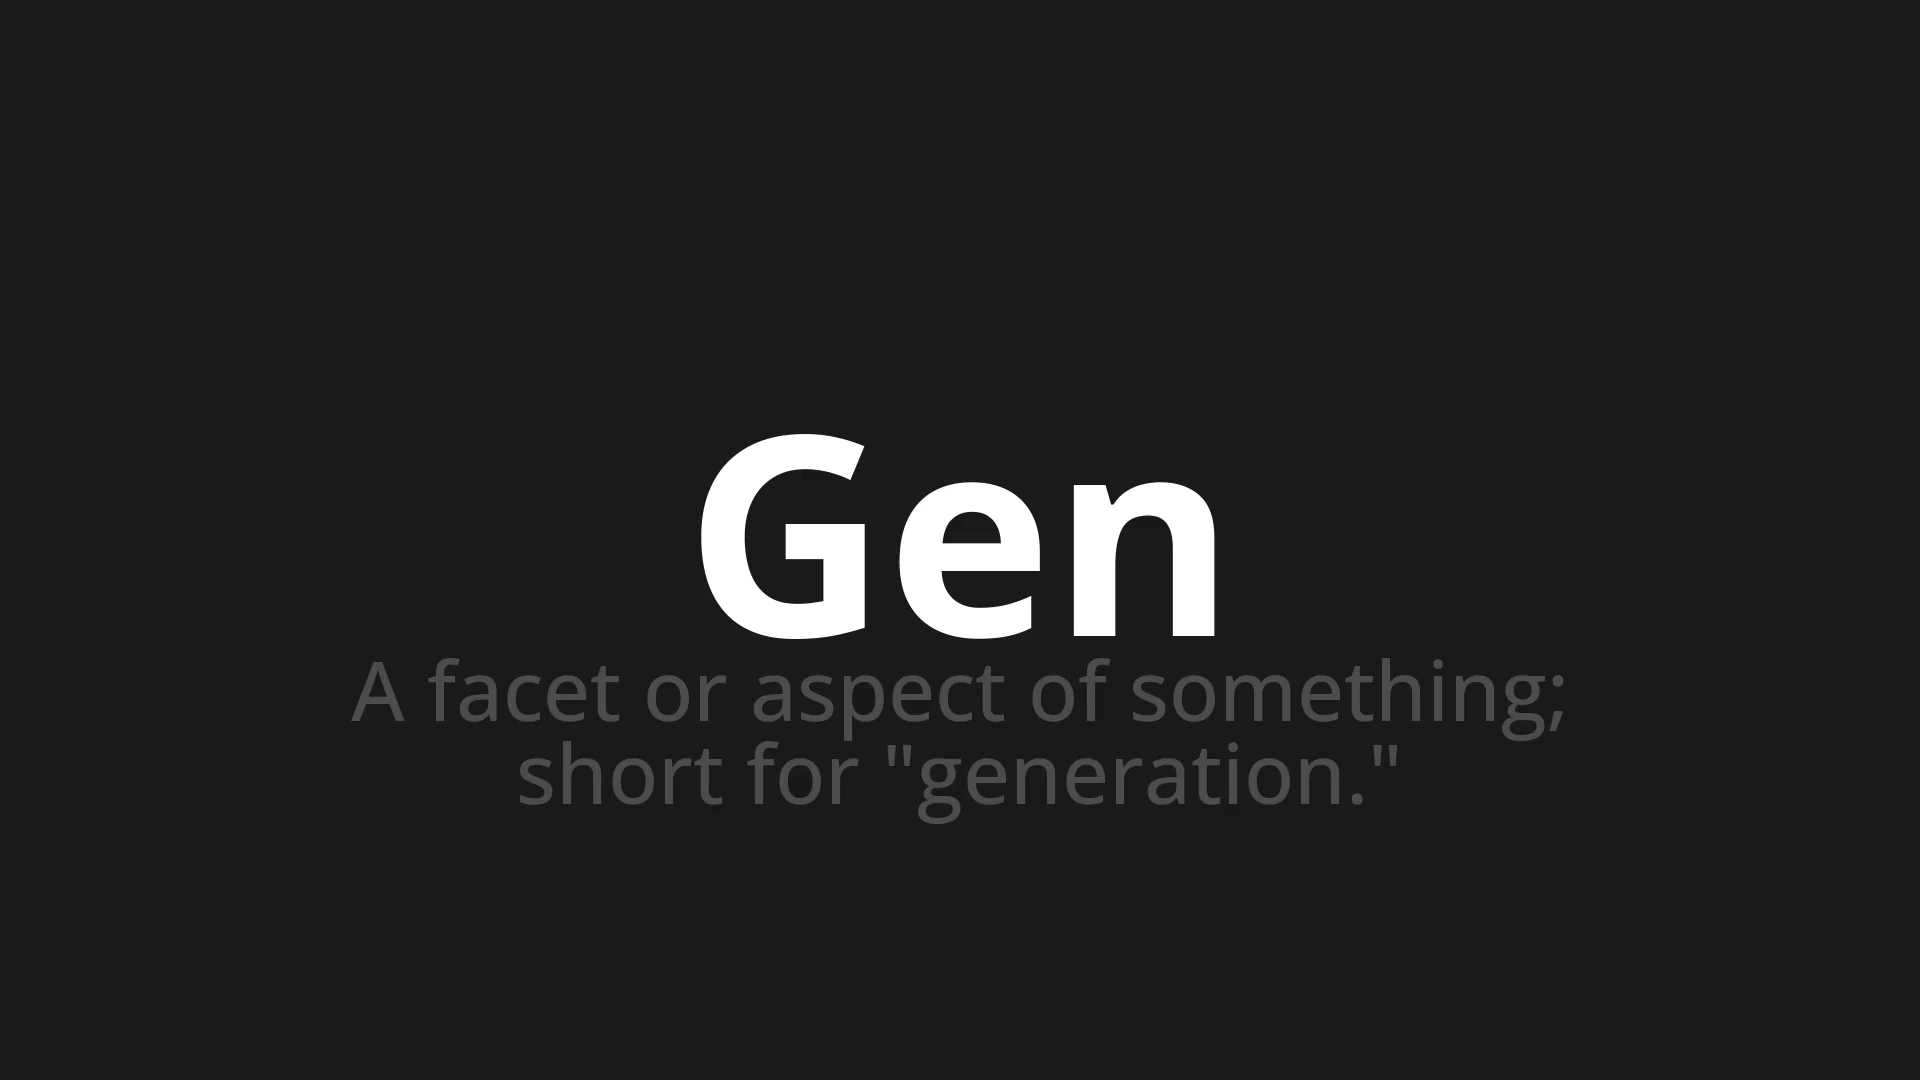 Gen
A facet or aspect of something;
short for "generation."